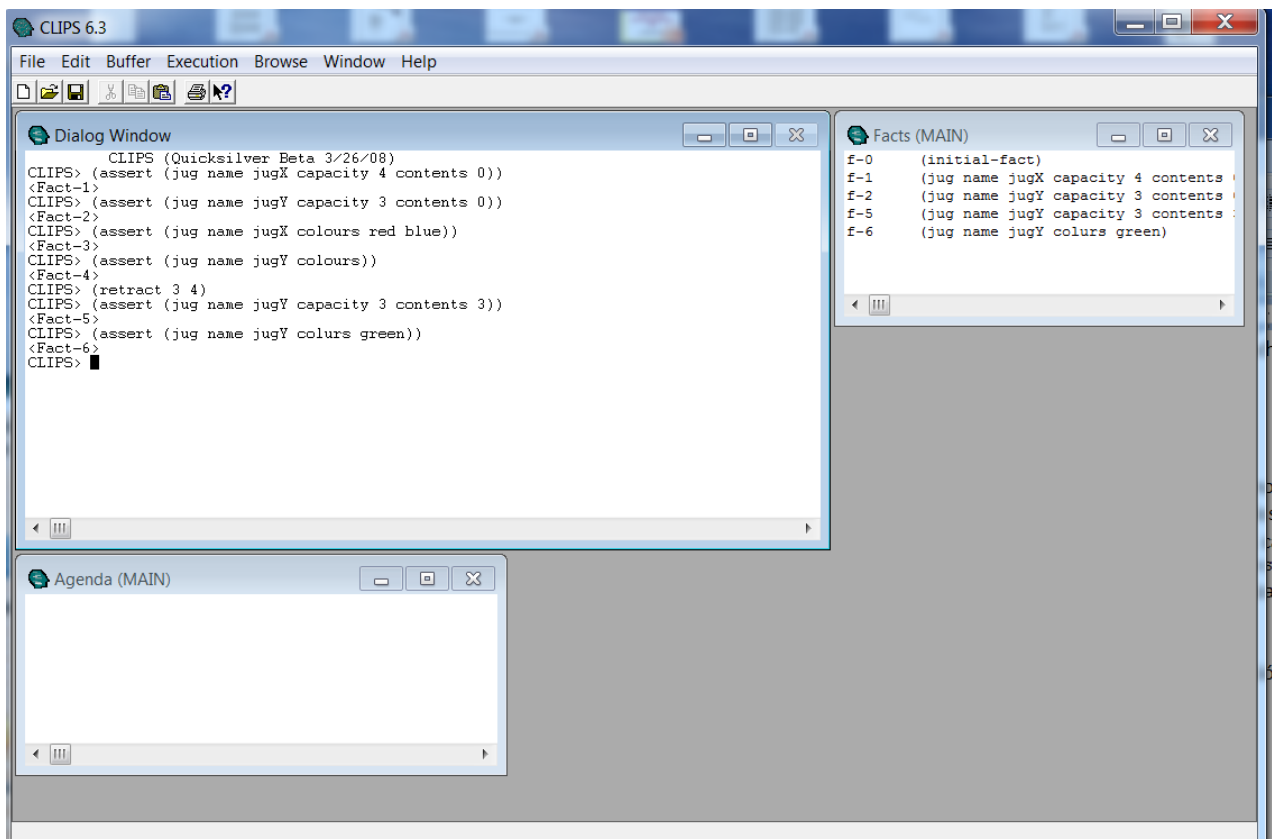 CLIPS 6.3
File Edit Buffer Execution Browse Window Help
Dialog Window
CLIPS (Quicksilver Beta 3/26/08)
CLIPS> (assert (jug name jugX capacity 4 contents 0))
<Fact-1>
CLIPS> (assert (jug name jugY capacity 3 contents 0))
<Fact-2>
CLIPS> (assert (jug name jugX colours red blue))
<Fact-3>
CLIPS> (assert (jug name jugY colours))
<Fact-4>
CLIPS> (retract 3 4)
CLIPS> (assert (jug name jugY capacity 3 contents 3))
<Fact-5>
CLIPS> (assert (jug name jugY colurs green))
<Fact-6>
CLIPS>
Facts (MAIN)
f-0 (initial-fact)
f-1 (jug name jugX capacity 4 contents
f-2 (jug name jugY capacity 3 contents
f-5 (jug name jugY capacity 3 contents
f-6 (jug name jugY colurs green)
Agenda (MAIN)